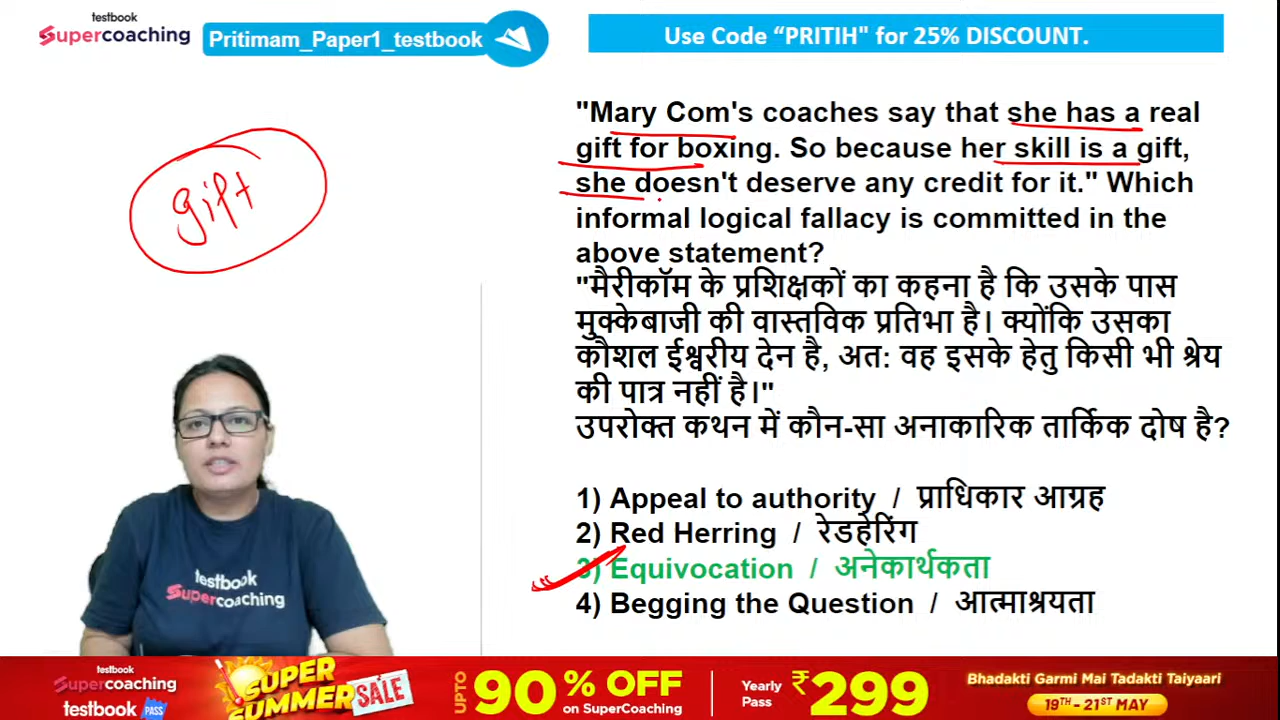 testbook
Supercoaching
Pritimam_Paper1_testbook
Use Code “PRITIH" for 25% DISCOUNT.
gift
"Mary Com's coaches say that she has a real
gift for boxing. So because her skill is a gift,
she doesn't deserve any credit for it." Which
informal logical fallacy is committed in the
above statement?
"मैरीकॉम के प्रशिक्षकों का कहना है कि उसके पास
मुक्केबाजी की वास्तविक प्रतिभा है। क्योंकि उसका
कौशल ईश्वरीय देन है, अत: वह इसके हेतु किसी भी श्रेय
की पात्र नहीं है।"
उपरोक्त कथन में कौन-सा अनाकारिक तार्किक दोष है?
1) Appeal to authority / प्राधिकार आग्रह
2) Red Herring / रेडहेरिंग
3) Equivocation / अनेकार्थकता
4) Begging the Question / आत्माश्रयता
testbook
Supercoaching
testbook
Supercoaching
testbook PASS
SUPER
SUMMER SALE
UPTO 90% OFF
on SuperCoaching
Yearly
Pass ₹299
Bhadakti Garmi Mai Tadakti Taiyaari
19TH - 21ST MAY